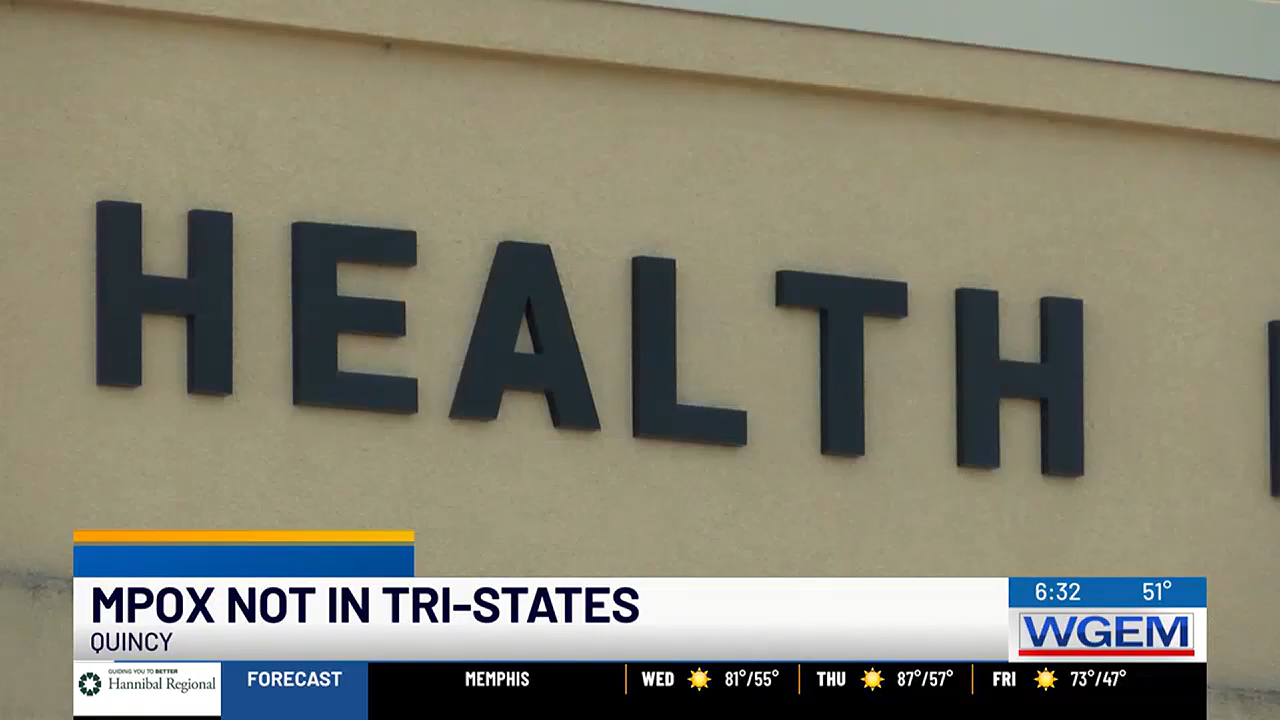 HEALTH
MPOX NOT IN TRI-STATES
QUINCY
6:32 51°
WGEM
GUIDING YOU TO BETTER
Hannibal Regional
FORECAST
MEMPHIS
WED 81°/55°
THU 87°/57°
FRI 73°/47°